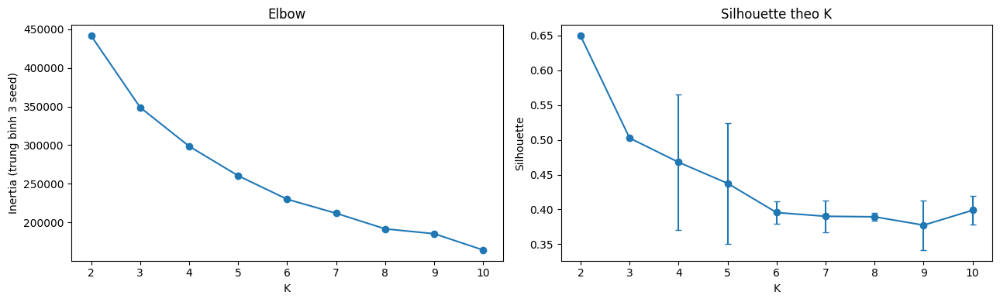 Elbow
Inertia (trung bình 3 seed)
450000
400000
350000
300000
250000
200000
2 3 4 5 6 7 8 9 10
K
Silhouette theo K
Silhouette
0.65
0.60
0.55
0.50
0.45
0.40
0.35
2 3 4 5 6 7 8 9 10
K